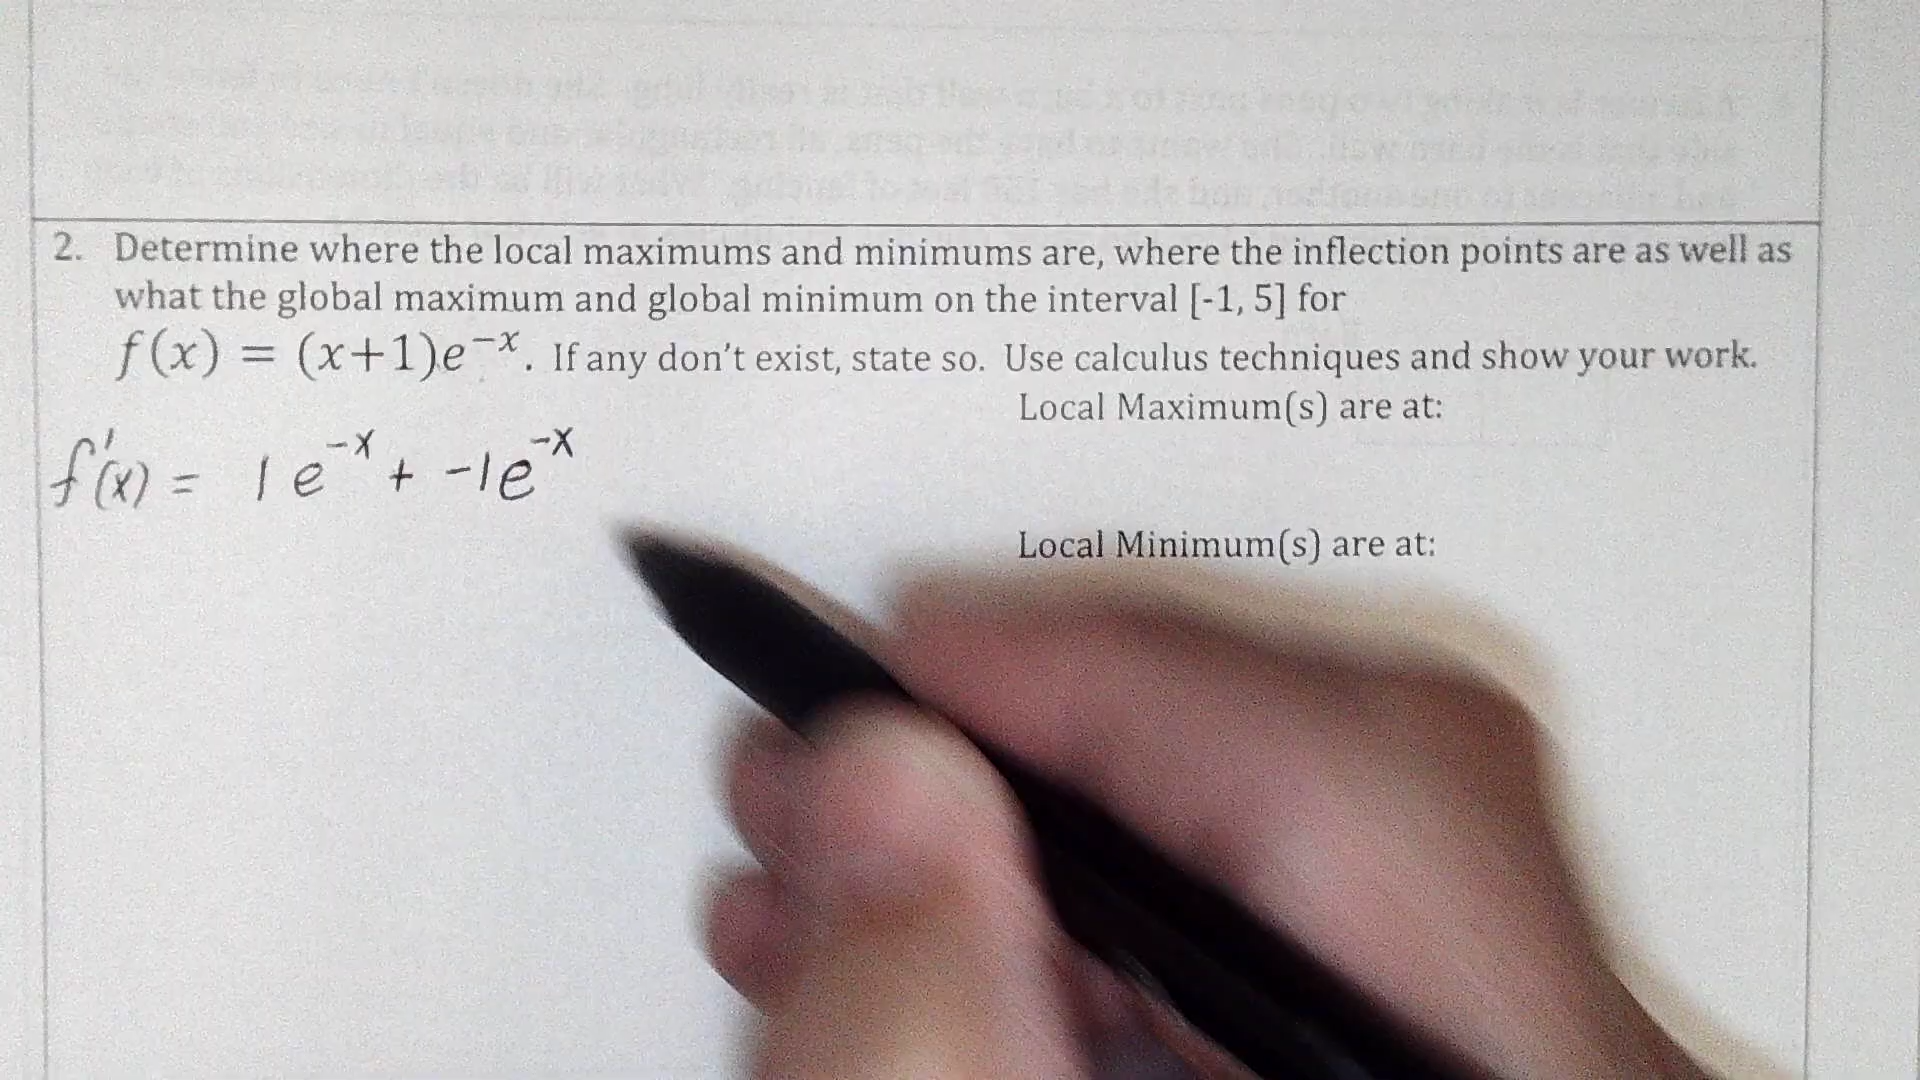 2. Determine where the local maximums and minimums are, where the inflection points are as well as
what the global maximum and global minimum on the interval [-1, 5] for
f(x) = (x+1)e^{-x}. If any don't exist, state so. Use calculus techniques and show your work.
Local Maximum(s) are at:
f'(x) = 1 e^{-x} + -1e^{-x}
Local Minimum(s) are at: